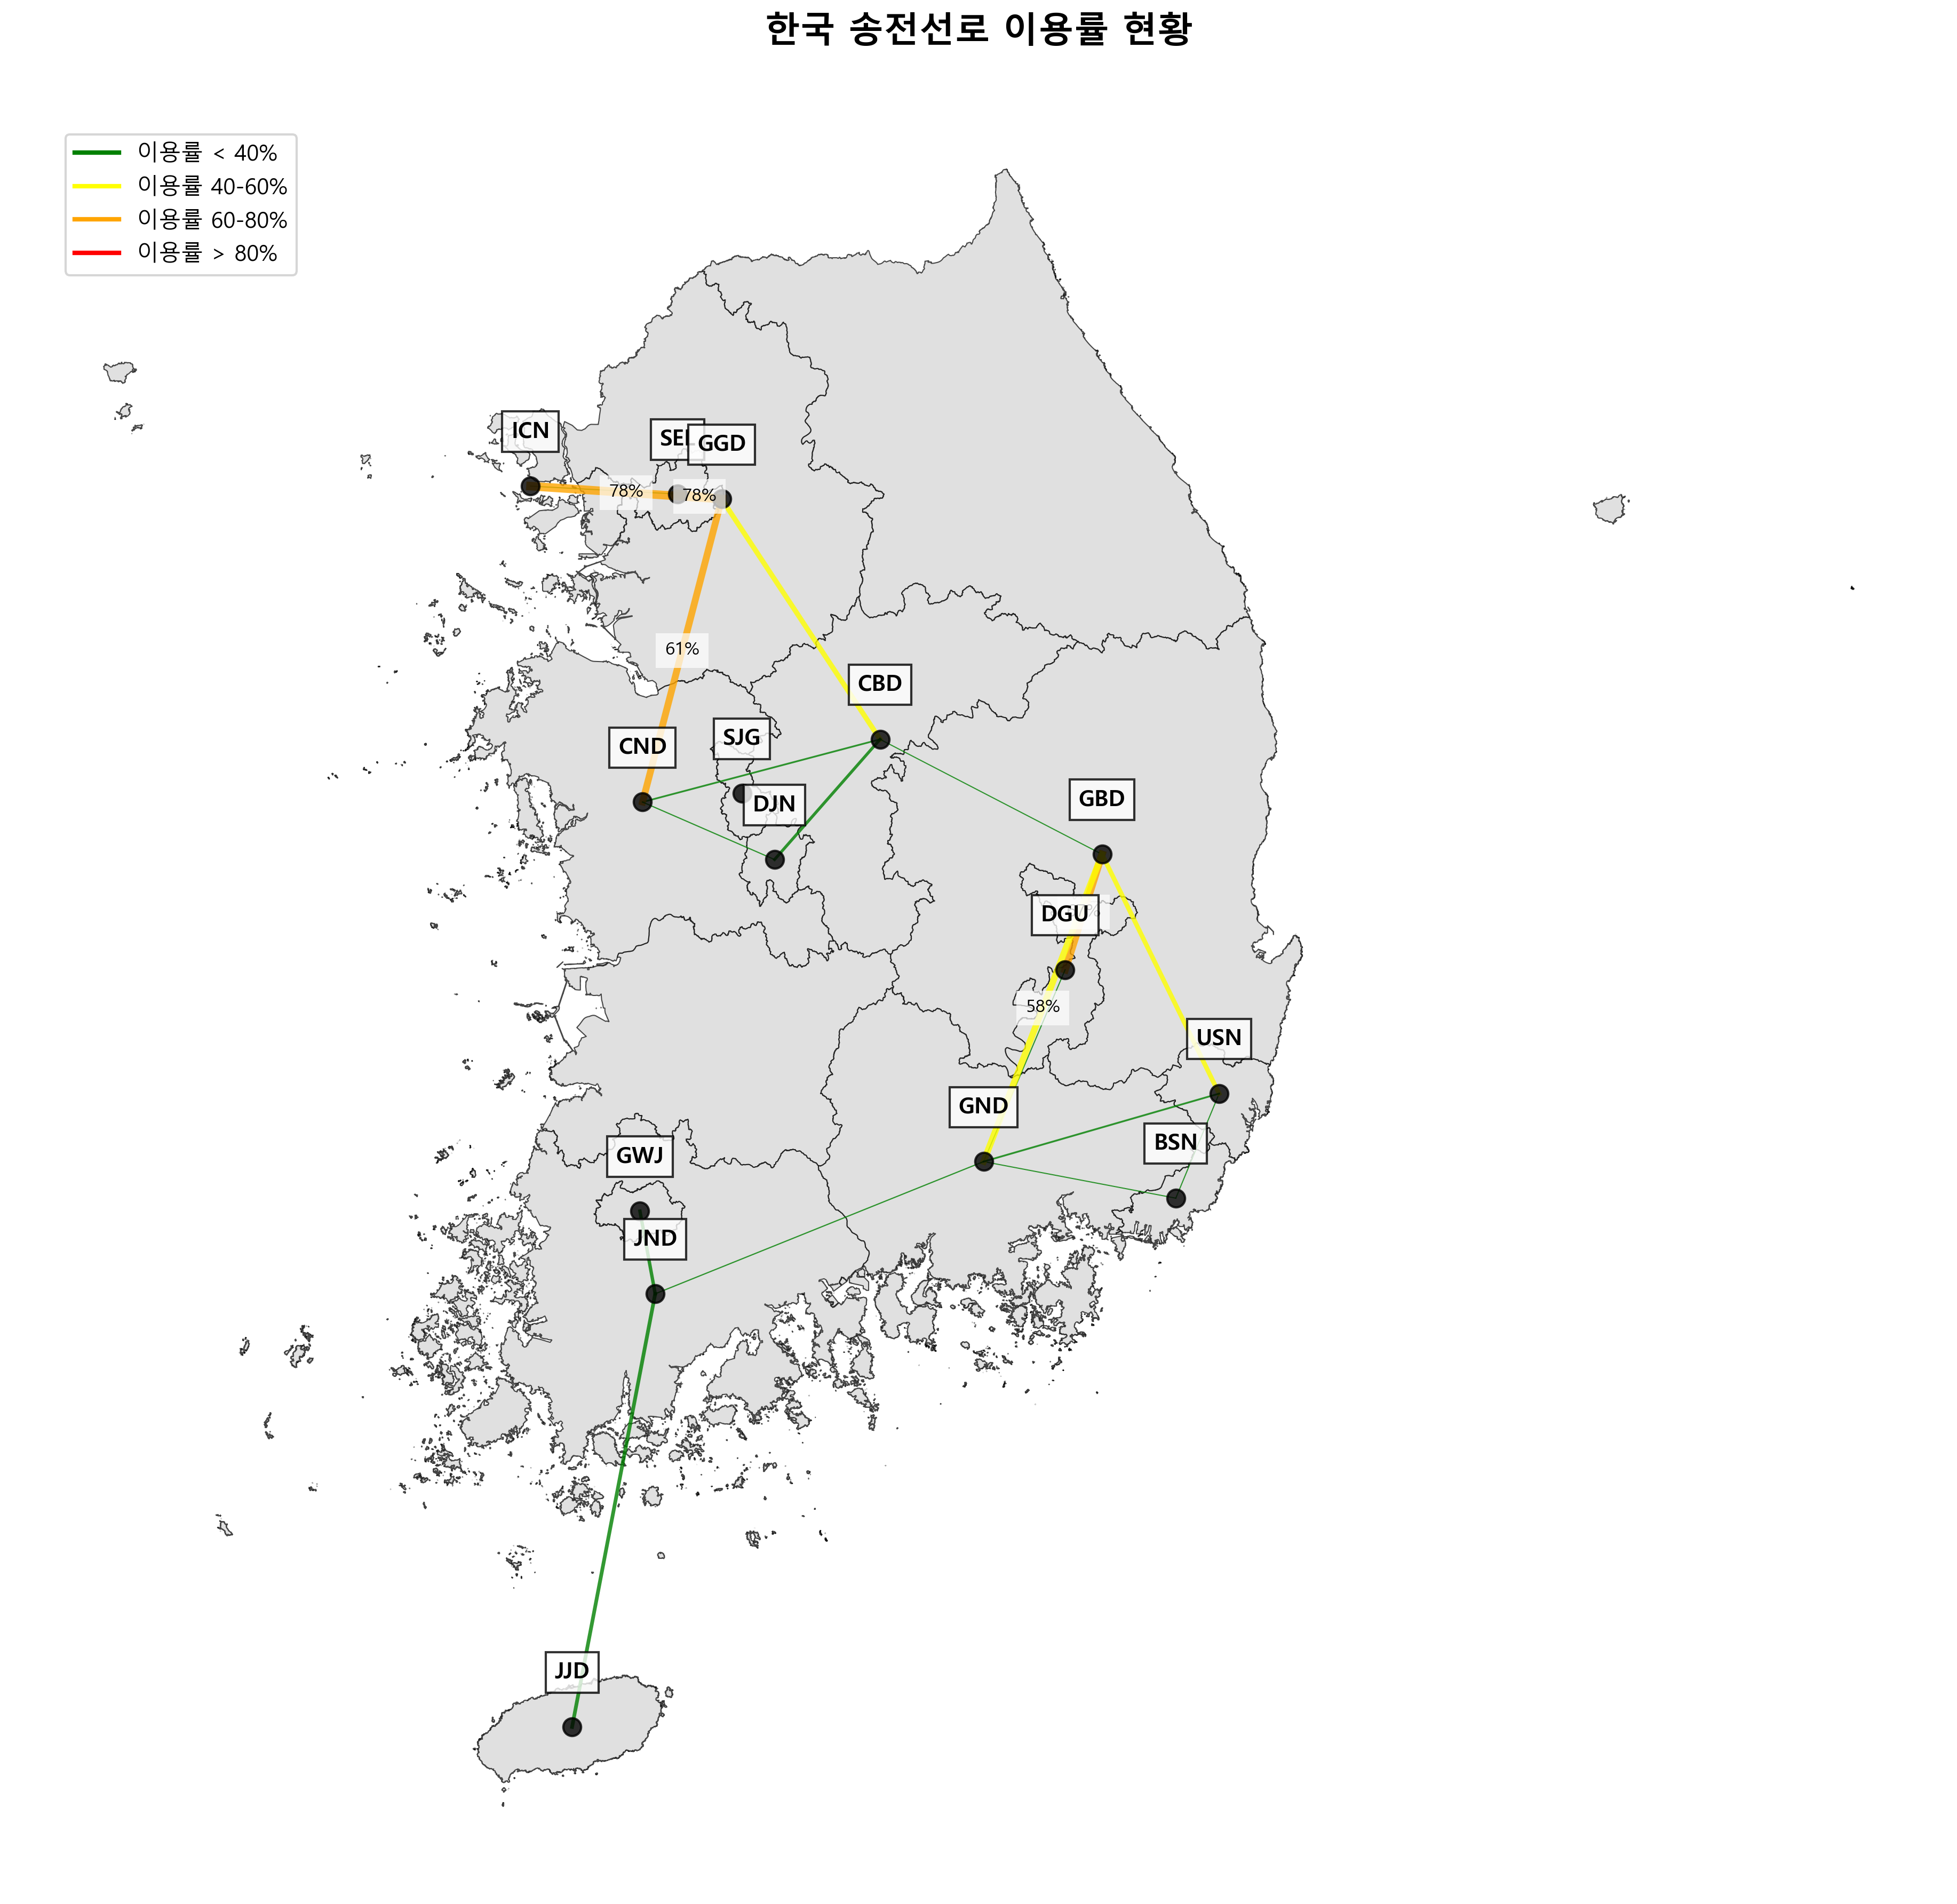 한국 송전선로 이용률 현황
이용률 < 40%
이용률 40-60%
이용률 60-80%
이용률 > 80%
ICN
GGD
78%
78%
61%
CBD
CND
SJG
DJN
GBD
DGU
58%
USN
GND
BSN
GWJ
JND
JJD